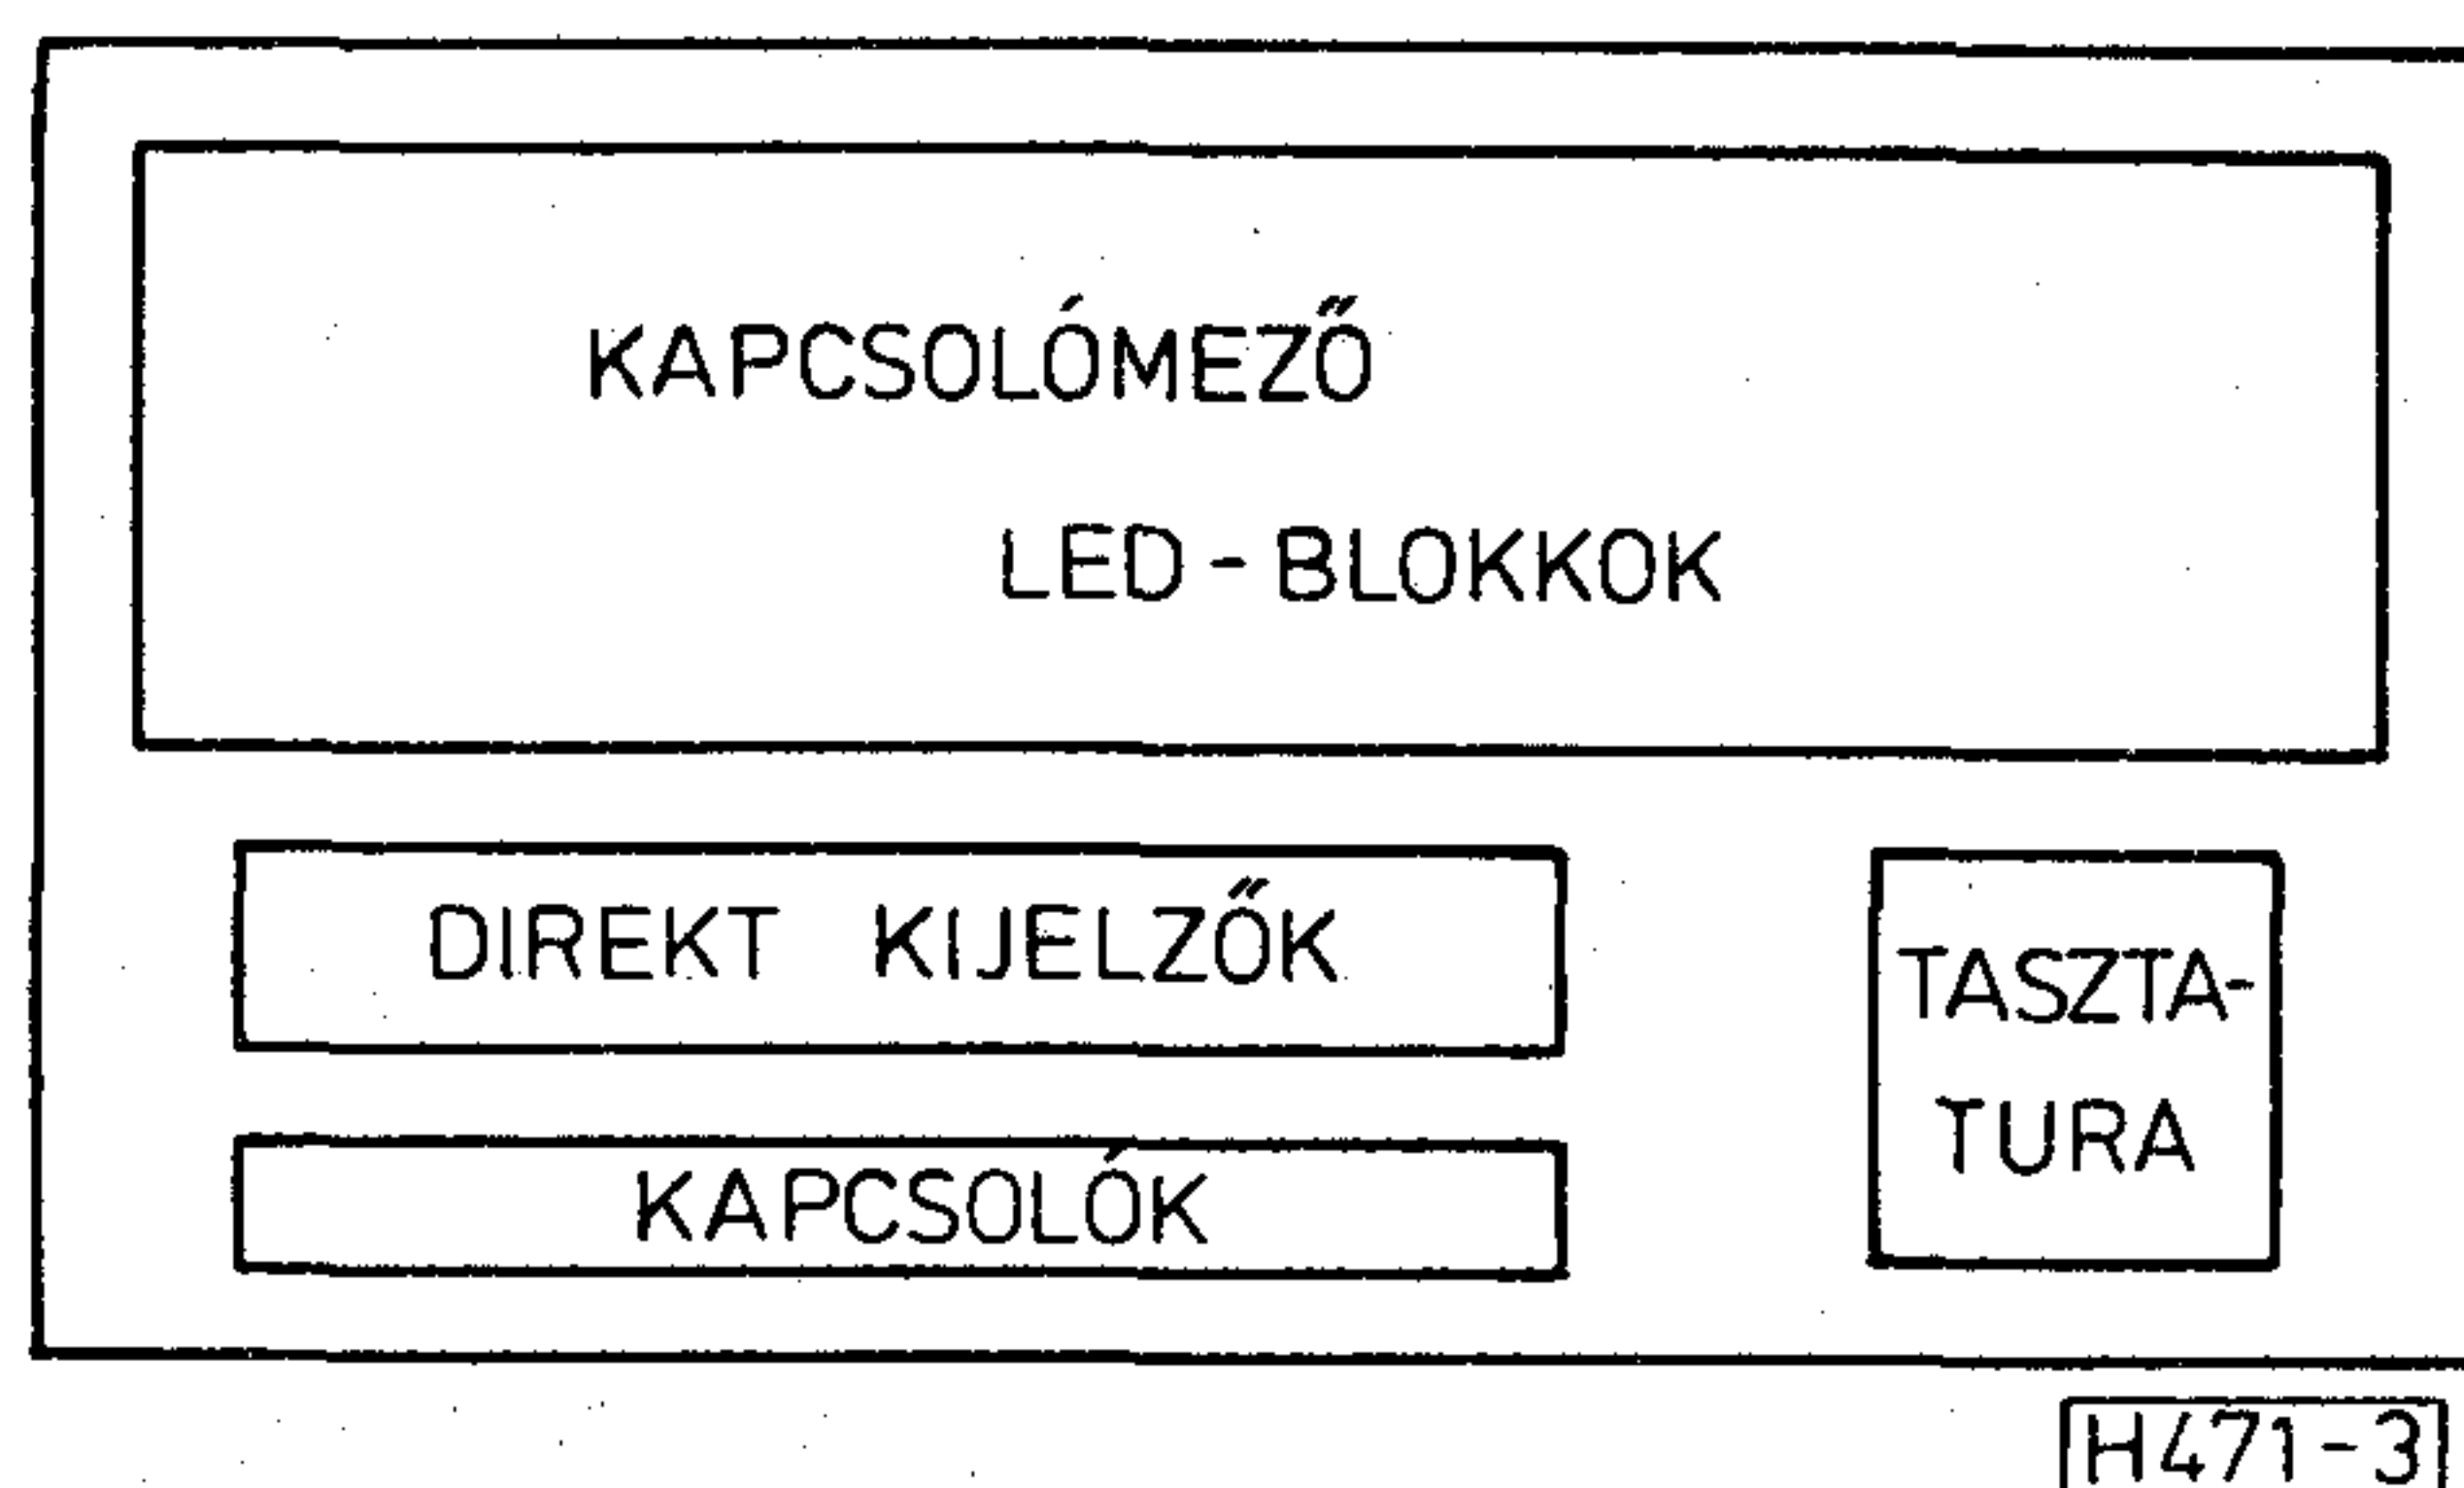 KAPCSOLÓMEZŐ
LED - BLOKKOK
DIREKT KIJELZŐK
KAPCSOLÓK
TASZTA-
TURA
H471-3